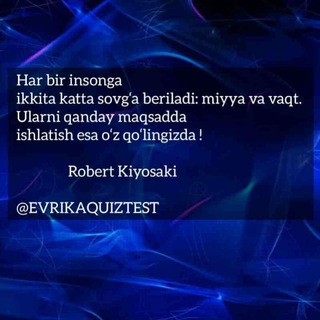 Har bir insonga
ikkita katta sovg‘a beriladi: miyya va vaqt.
Ularni qanday maqsadda
ishlatish esa o‘z qo‘lingizda !
Robert Kiyosaki
@EVRIKAQUIZTEST